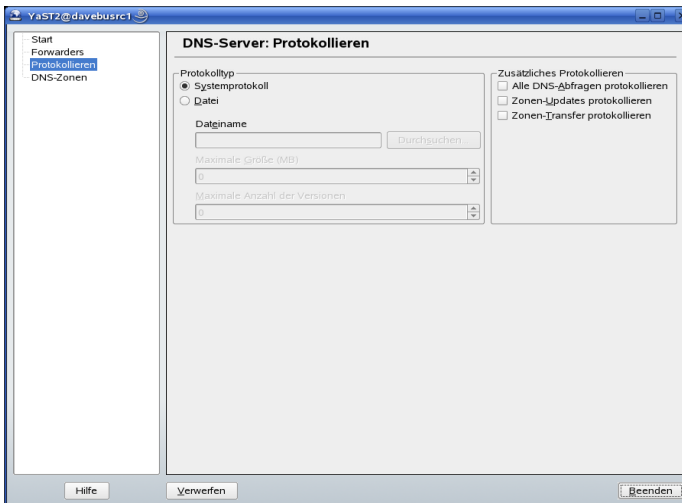 YaST2@davebusrc1
Start
Forwarders
Protokollieren
DNS-Zonen
DNS-Server: Protokollieren
Protokolltyp
Systemprotokoll
Datei
Dateiname
Durchsuchen...
Maximale Größe (MB)
0
Maximale Anzahl der Versionen
0
Zusätzliches Protokollieren
Alle DNS-Abfragen protokollieren
Zonen-Updates protokollieren
Zonen-Transfer protokollieren
Hilfe
Verwerfen
Beenden